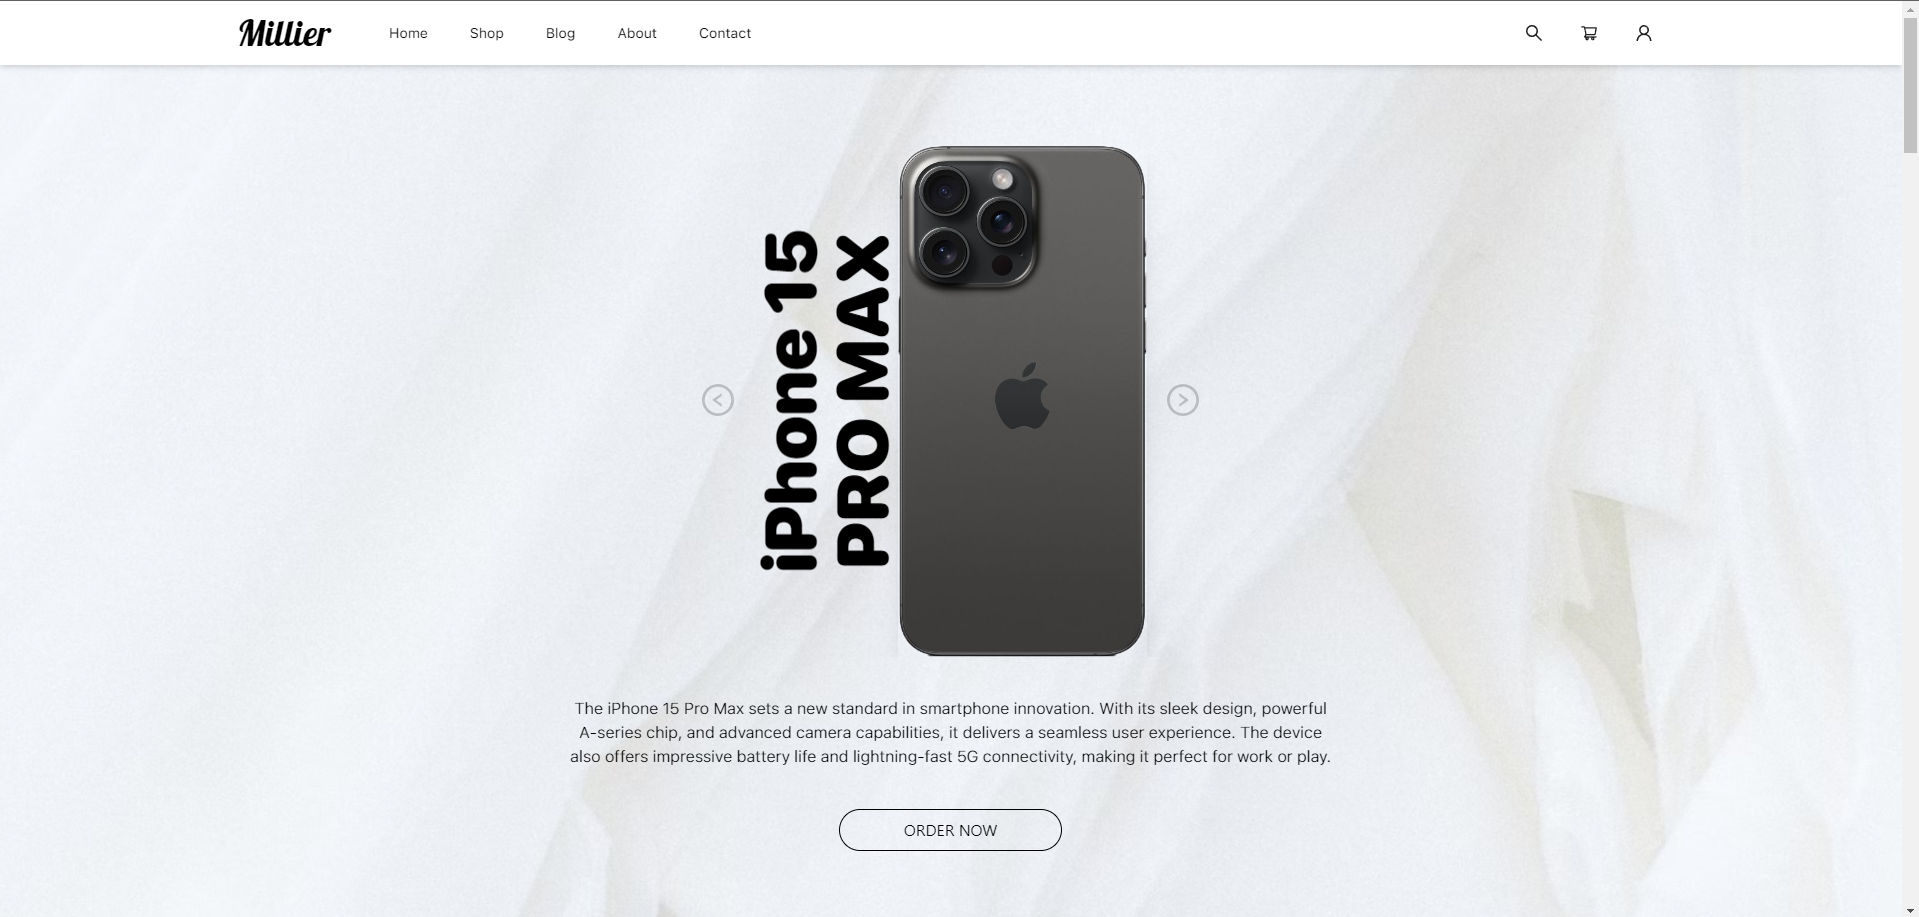 Millier
Home
Shop
Blog
About
Contact
iPhone 15
PRO MAX
The iPhone 15 Pro Max sets a new standard in smartphone innovation. With its sleek design, powerful
A-series chip, and advanced camera capabilities, it delivers a seamless user experience. The device
also offers impressive battery life and lightning-fast 5G connectivity, making it perfect for work or play.
ORDER NOW